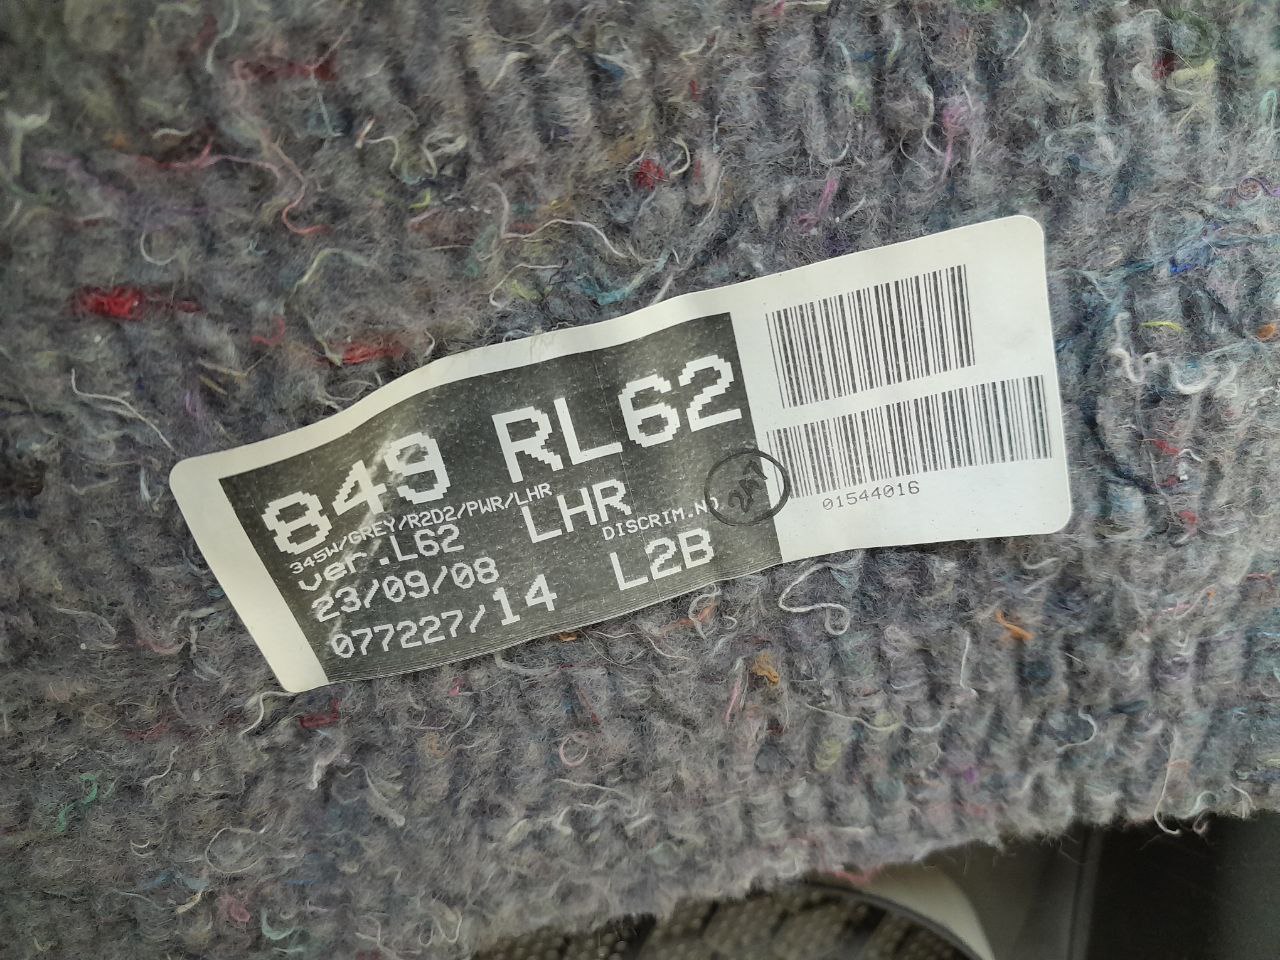 849 RL62
345W/GREY/R2D2/PWR/LHR
ver.L62 LHR
23/09/08 DISCRIM.NO
077227/14 L2B
01544016